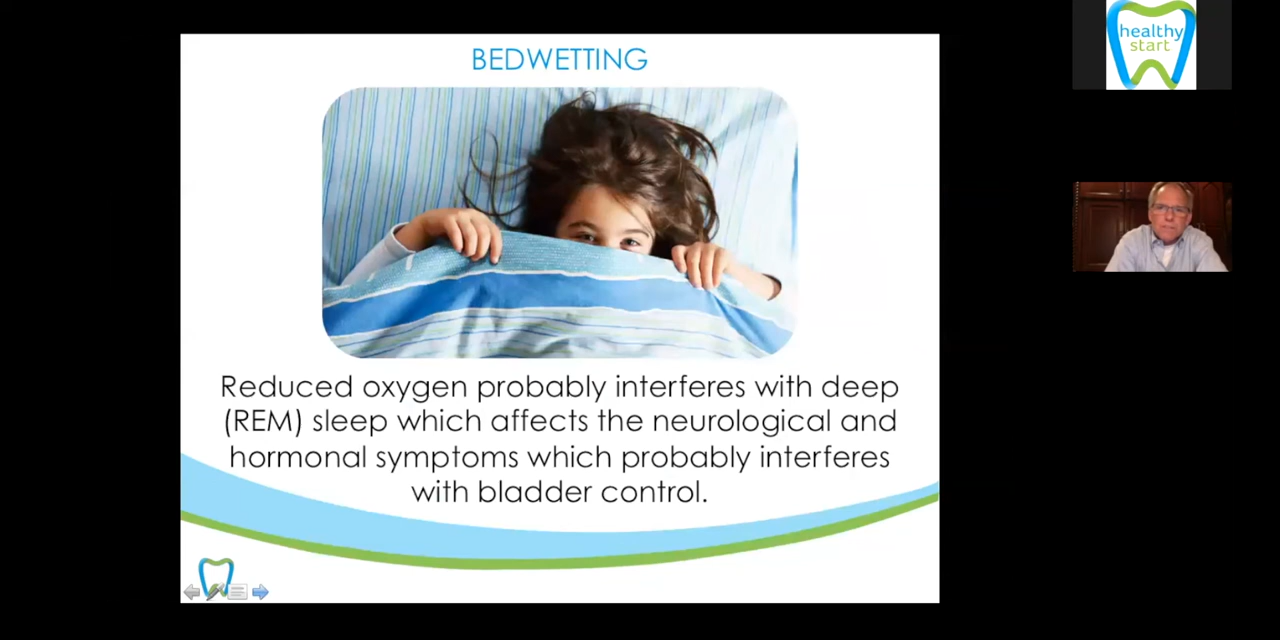 BEDWETTING
Reduced oxygen probably interferes with deep
(REM) sleep which affects the neurological and
hormonal symptoms which probably interferes
with bladder control.
healthy
start